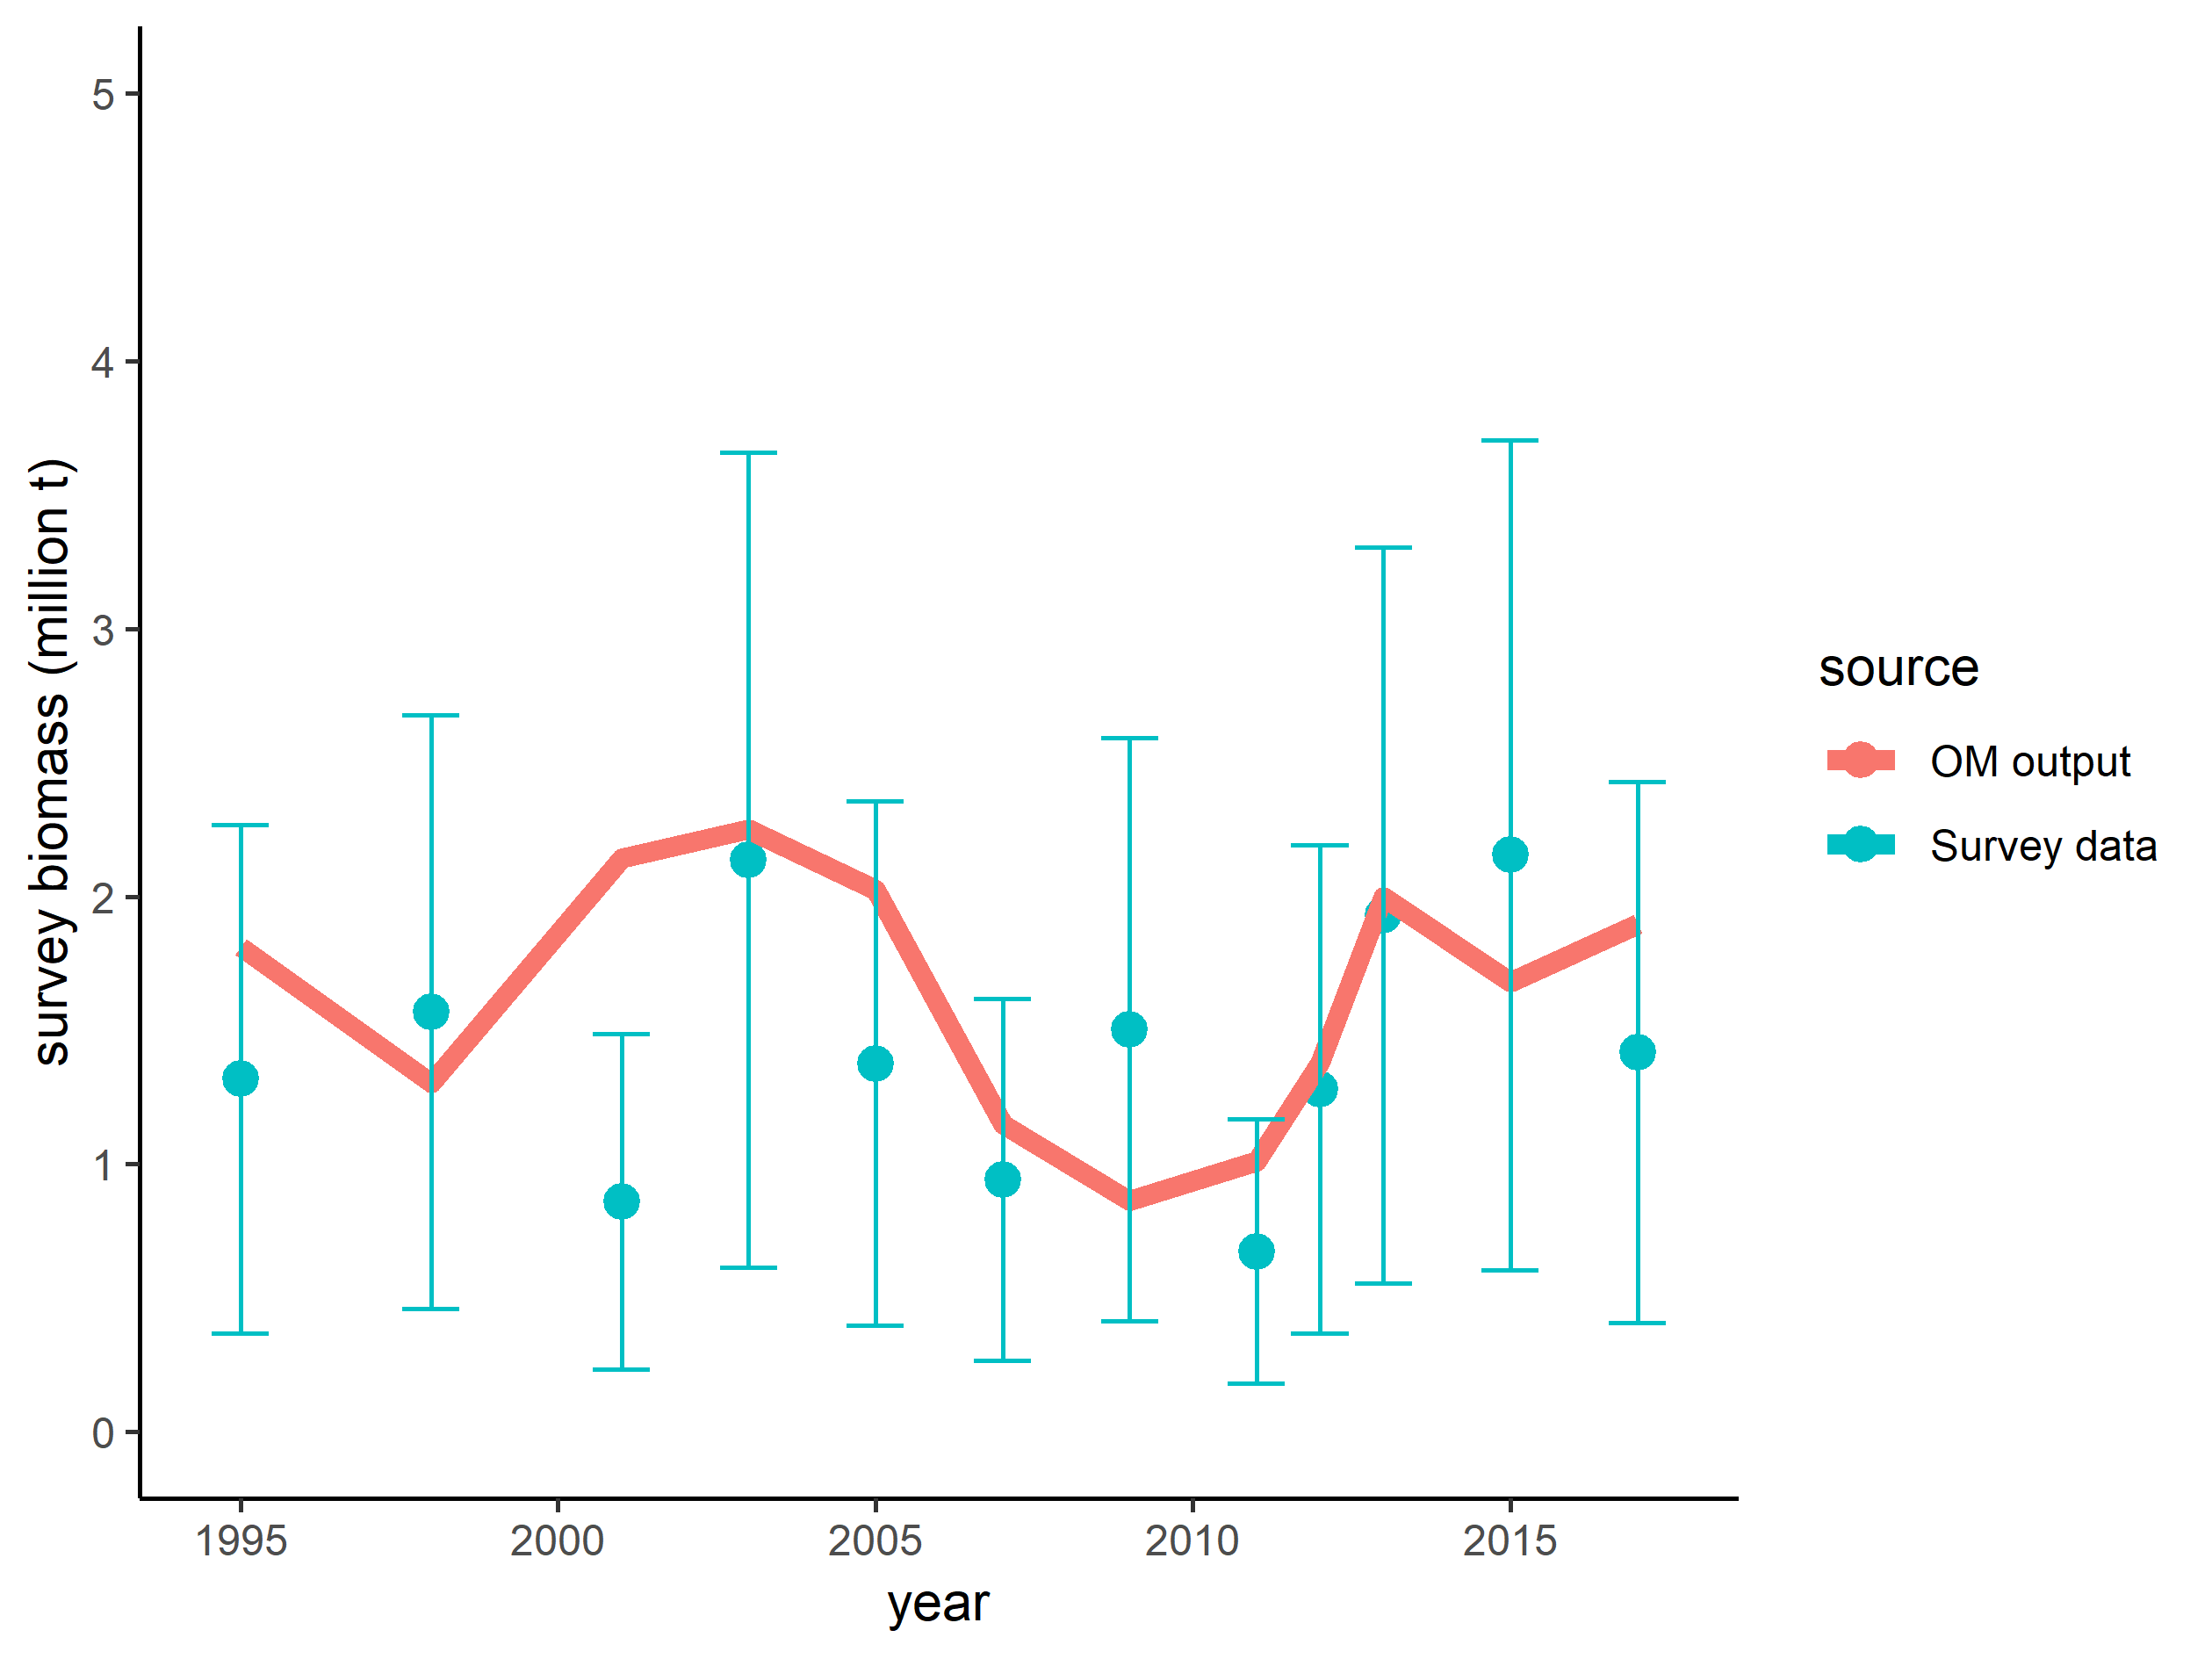 survey biomass (million t)
5
4
3
2
1
0
1995 2000 2005 2010 2015
year
source
OM output
Survey data